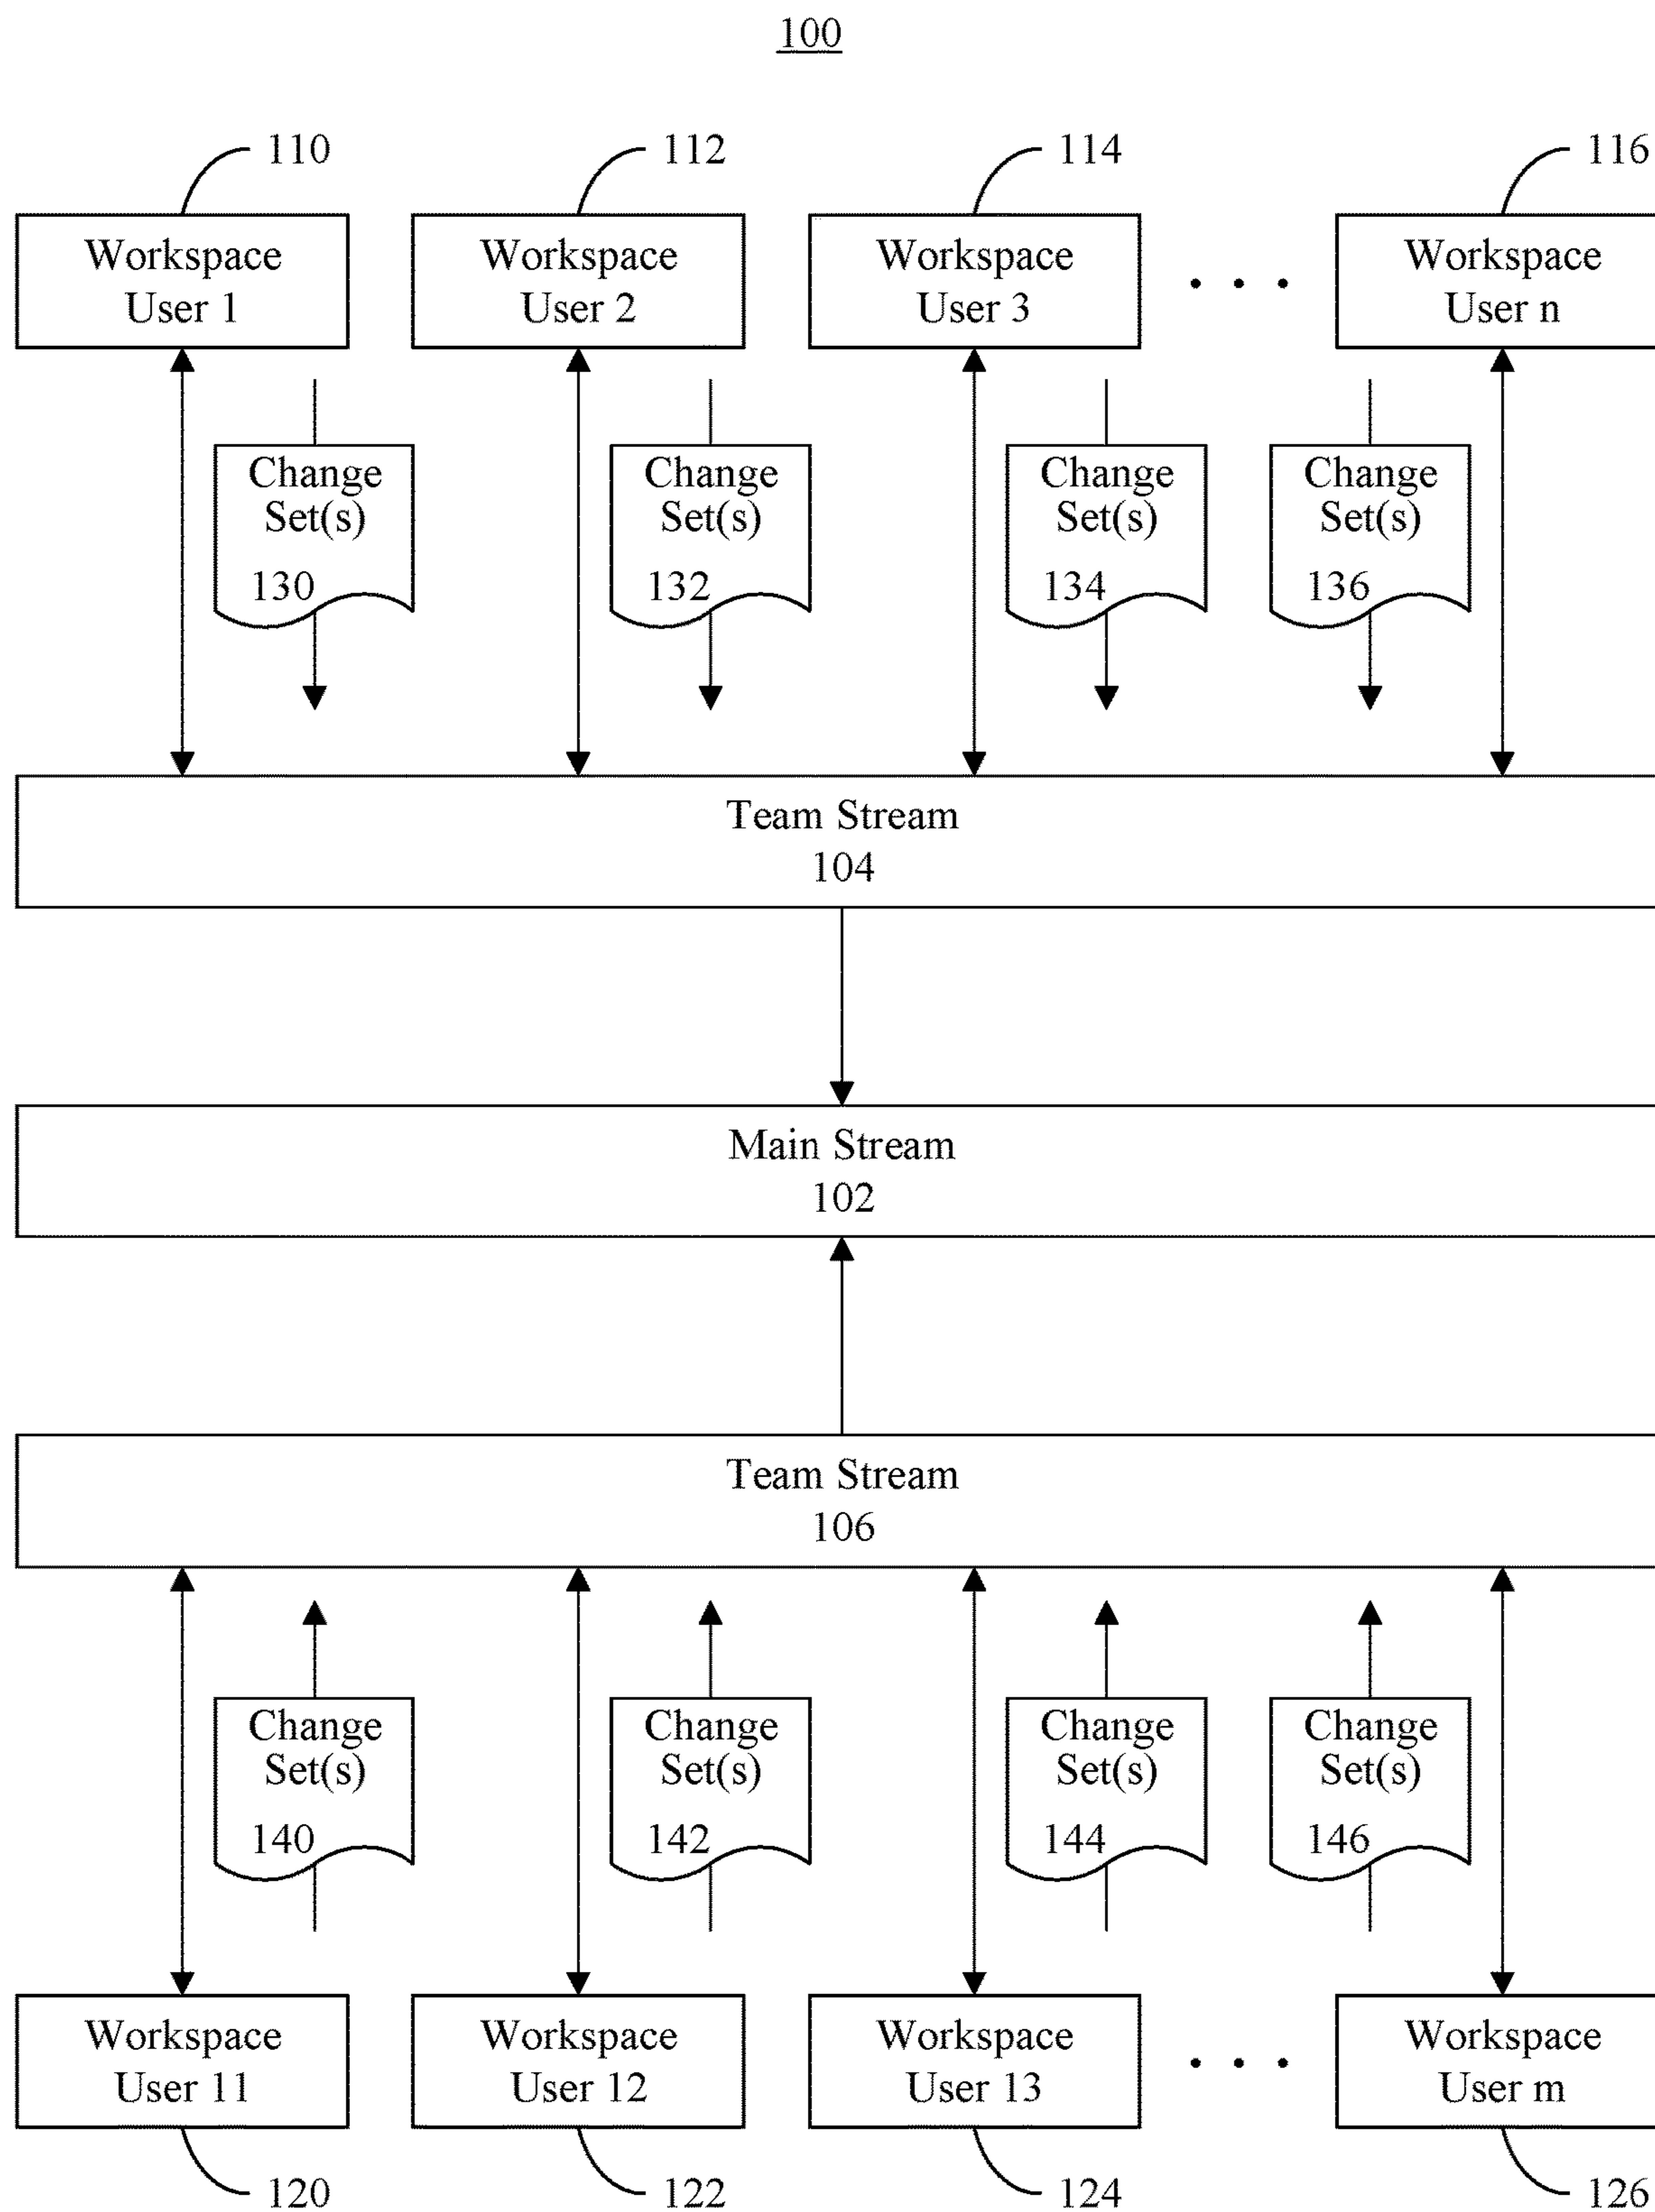 100
110
112
114
116
Workspace
User 1
Workspace
User 2
Workspace
User 3
. . .
Workspace
User n
Change
Set(s)
130
Change
Set(s)
132
Change
Set(s)
134
Change
Set(s)
136
Team Stream
104
Main Stream
102
Team Stream
106
Change
Set(s)
140
Change
Set(s)
142
Change
Set(s)
144
Change
Set(s)
146
Workspace
User 11
Workspace
User 12
Workspace
User 13
. . .
Workspace
User m
120
122
124
126